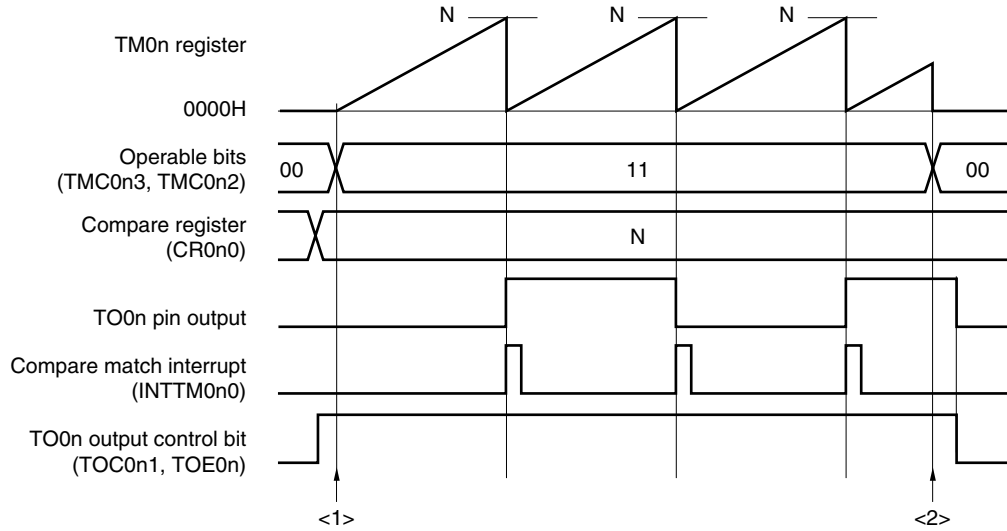 N N N
TM0n register
0000H
Operable bits
(TMC0n3, TMC0n2)
00 11 00
Compare register
(CR0n0)
N
TO0n pin output
Compare match interrupt
(INTTM0n0)
TO0n output control bit
(TOC0n1, TOE0n)
<1> <2>